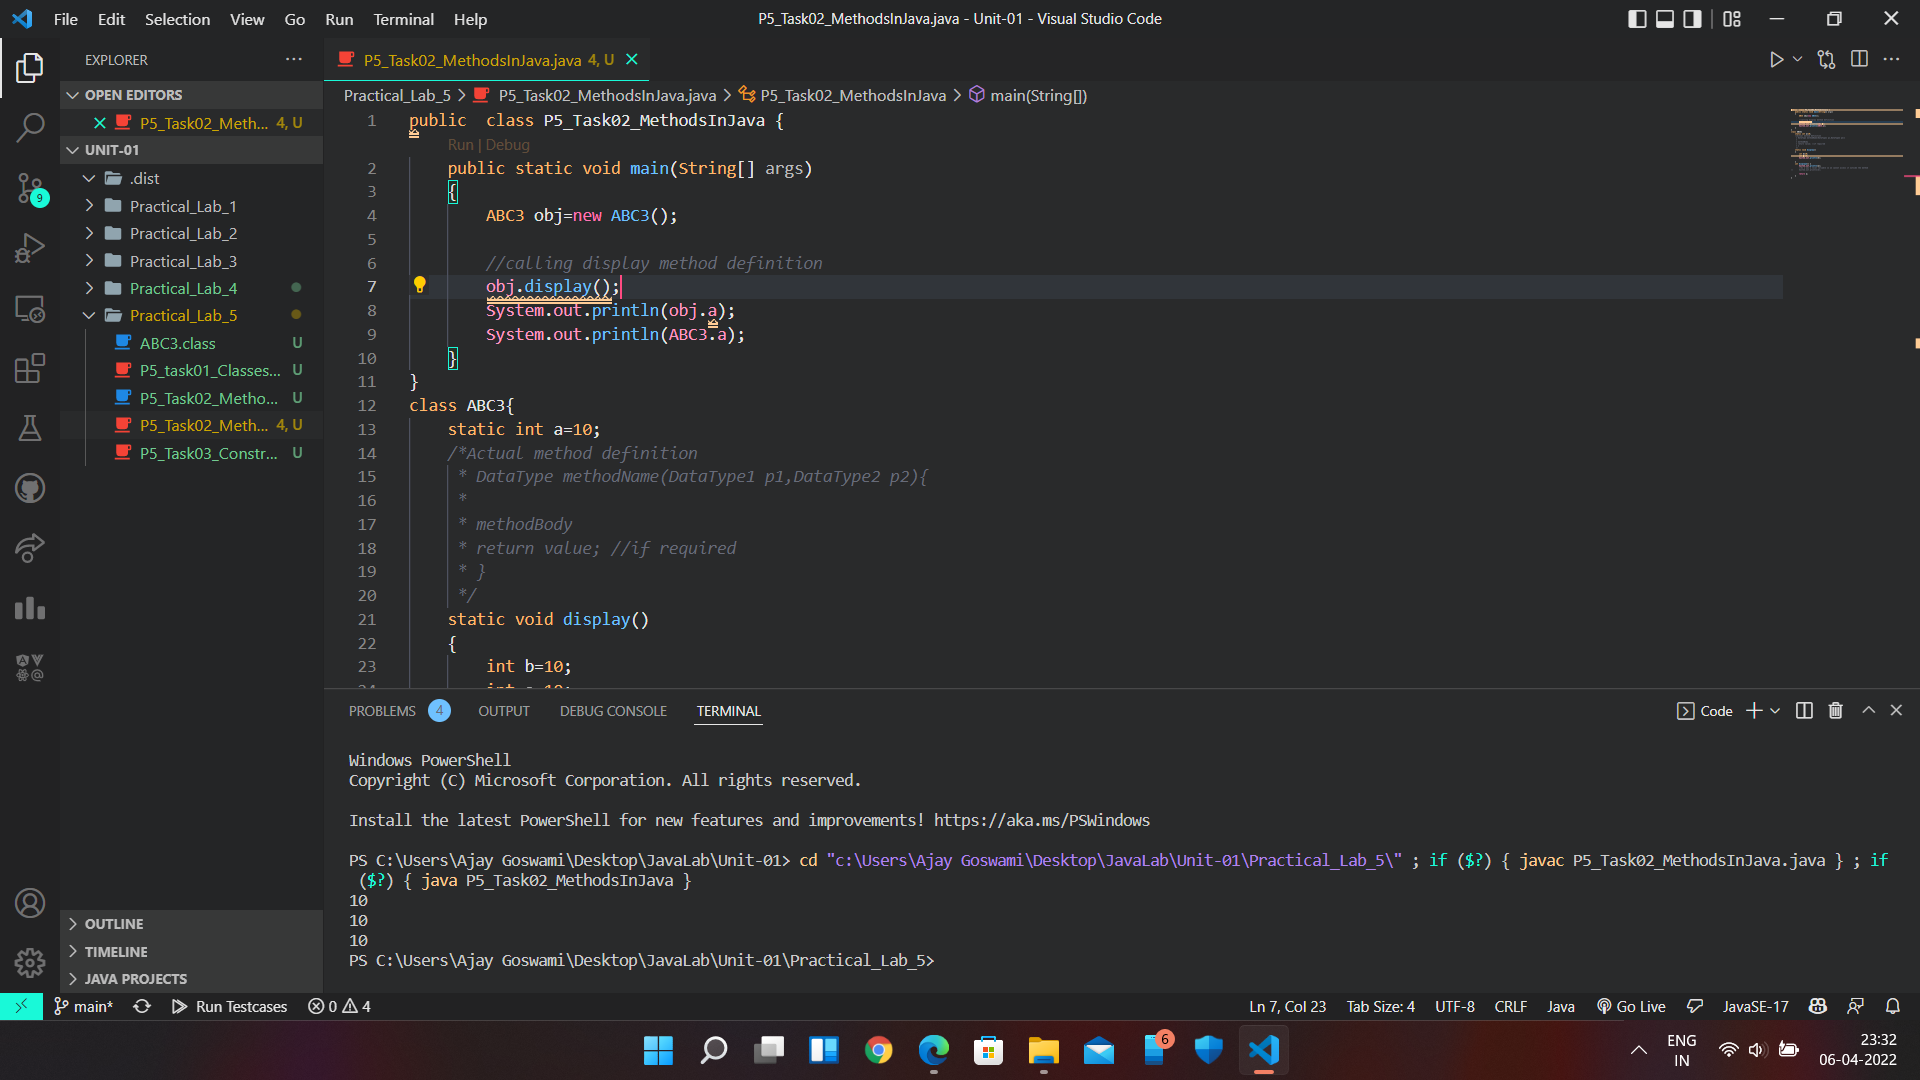 File Edit Selection View Go Run Terminal Help
P5_Task02_MethodsInJava.java - Unit-01 - Visual Studio Code
EXPLORER
OPEN EDITORS
P5_Task02_Meth... 4, U
UNIT-01
.dist
Practical_Lab_1
Practical_Lab_2
Practical_Lab_3
Practical_Lab_4
Practical_Lab_5
ABC3.class U
P5_task01_Classes... U
P5_Task02_Metho... U
P5_Task02_Meth... 4, U
P5_Task03_Constr... U
OUTLINE
TIMELINE
JAVA PROJECTS
9
P5_Task02_MethodsInJava.java 4, U
Practical_Lab_5 > P5_Task02_MethodsInJava.java > P5_Task02_MethodsInJava > main(String[])
1 public  class P5_Task02_MethodsInJava {
Run | Debug
2     public static void main(String[] args)
3     {
4         ABC3 obj=new ABC3();
5
6         //calling display method definition
7         obj.display();
8         System.out.println(obj.a);
9         System.out.println(ABC3.a);
10     }
11 }
12 class ABC3{
13     static int a=10;
14     /*Actual method definition
15      * DataType methodName(DataType1 p1,DataType2 p2){
16      *
17      * methodBody
18      * return value; //if required
19      * }
20      */
21     static void display()
22     {
23         int b=10;
PROBLEMS 4 OUTPUT DEBUG CONSOLE TERMINAL
Code
Windows PowerShell
Copyright (C) Microsoft Corporation. All rights reserved.
Install the latest PowerShell for new features and improvements! https://aka.ms/PSWindows
PS C:\Users\Ajay Goswami\Desktop\JavaLab\Unit-01> cd "c:\Users\Ajay Goswami\Desktop\JavaLab\Unit-01\Practical_Lab_5\" ; if ($?) { javac P5_Task02_MethodsInJava.java } ; if
($?) { java P5_Task02_MethodsInJava }
10
10
10
PS C:\Users\Ajay Goswami\Desktop\JavaLab\Unit-01\Practical_Lab_5>
main* Run Testcases 0 4
Ln 7, Col 23 Tab Size: 4 UTF-8 CRLF Java Go Live JavaSE-17
6
ENG
IN
23:32
06-04-2022